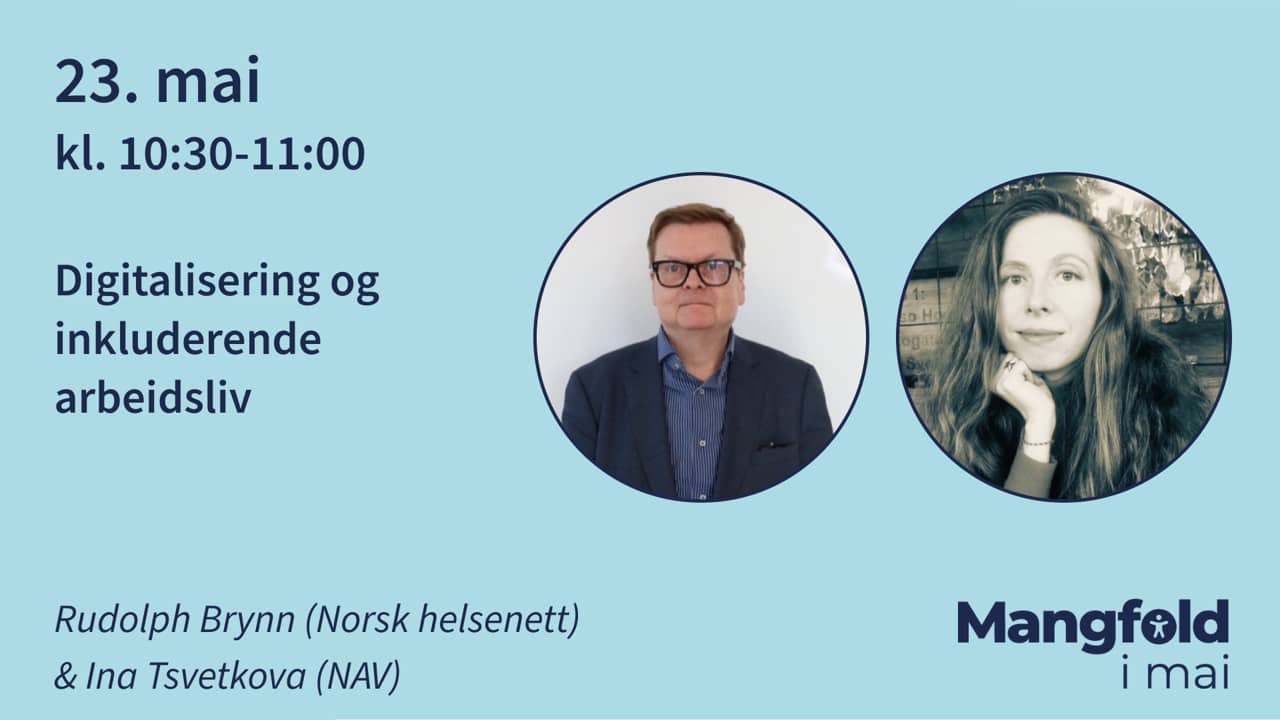 23. mai
kl. 10:30-11:00
Digitalisering og
inkluderende
arbeidsliv
Rudolph Brynn (Norsk helsenett)
& Ina Tsvetkova (NAV)
Mangfold
i mai